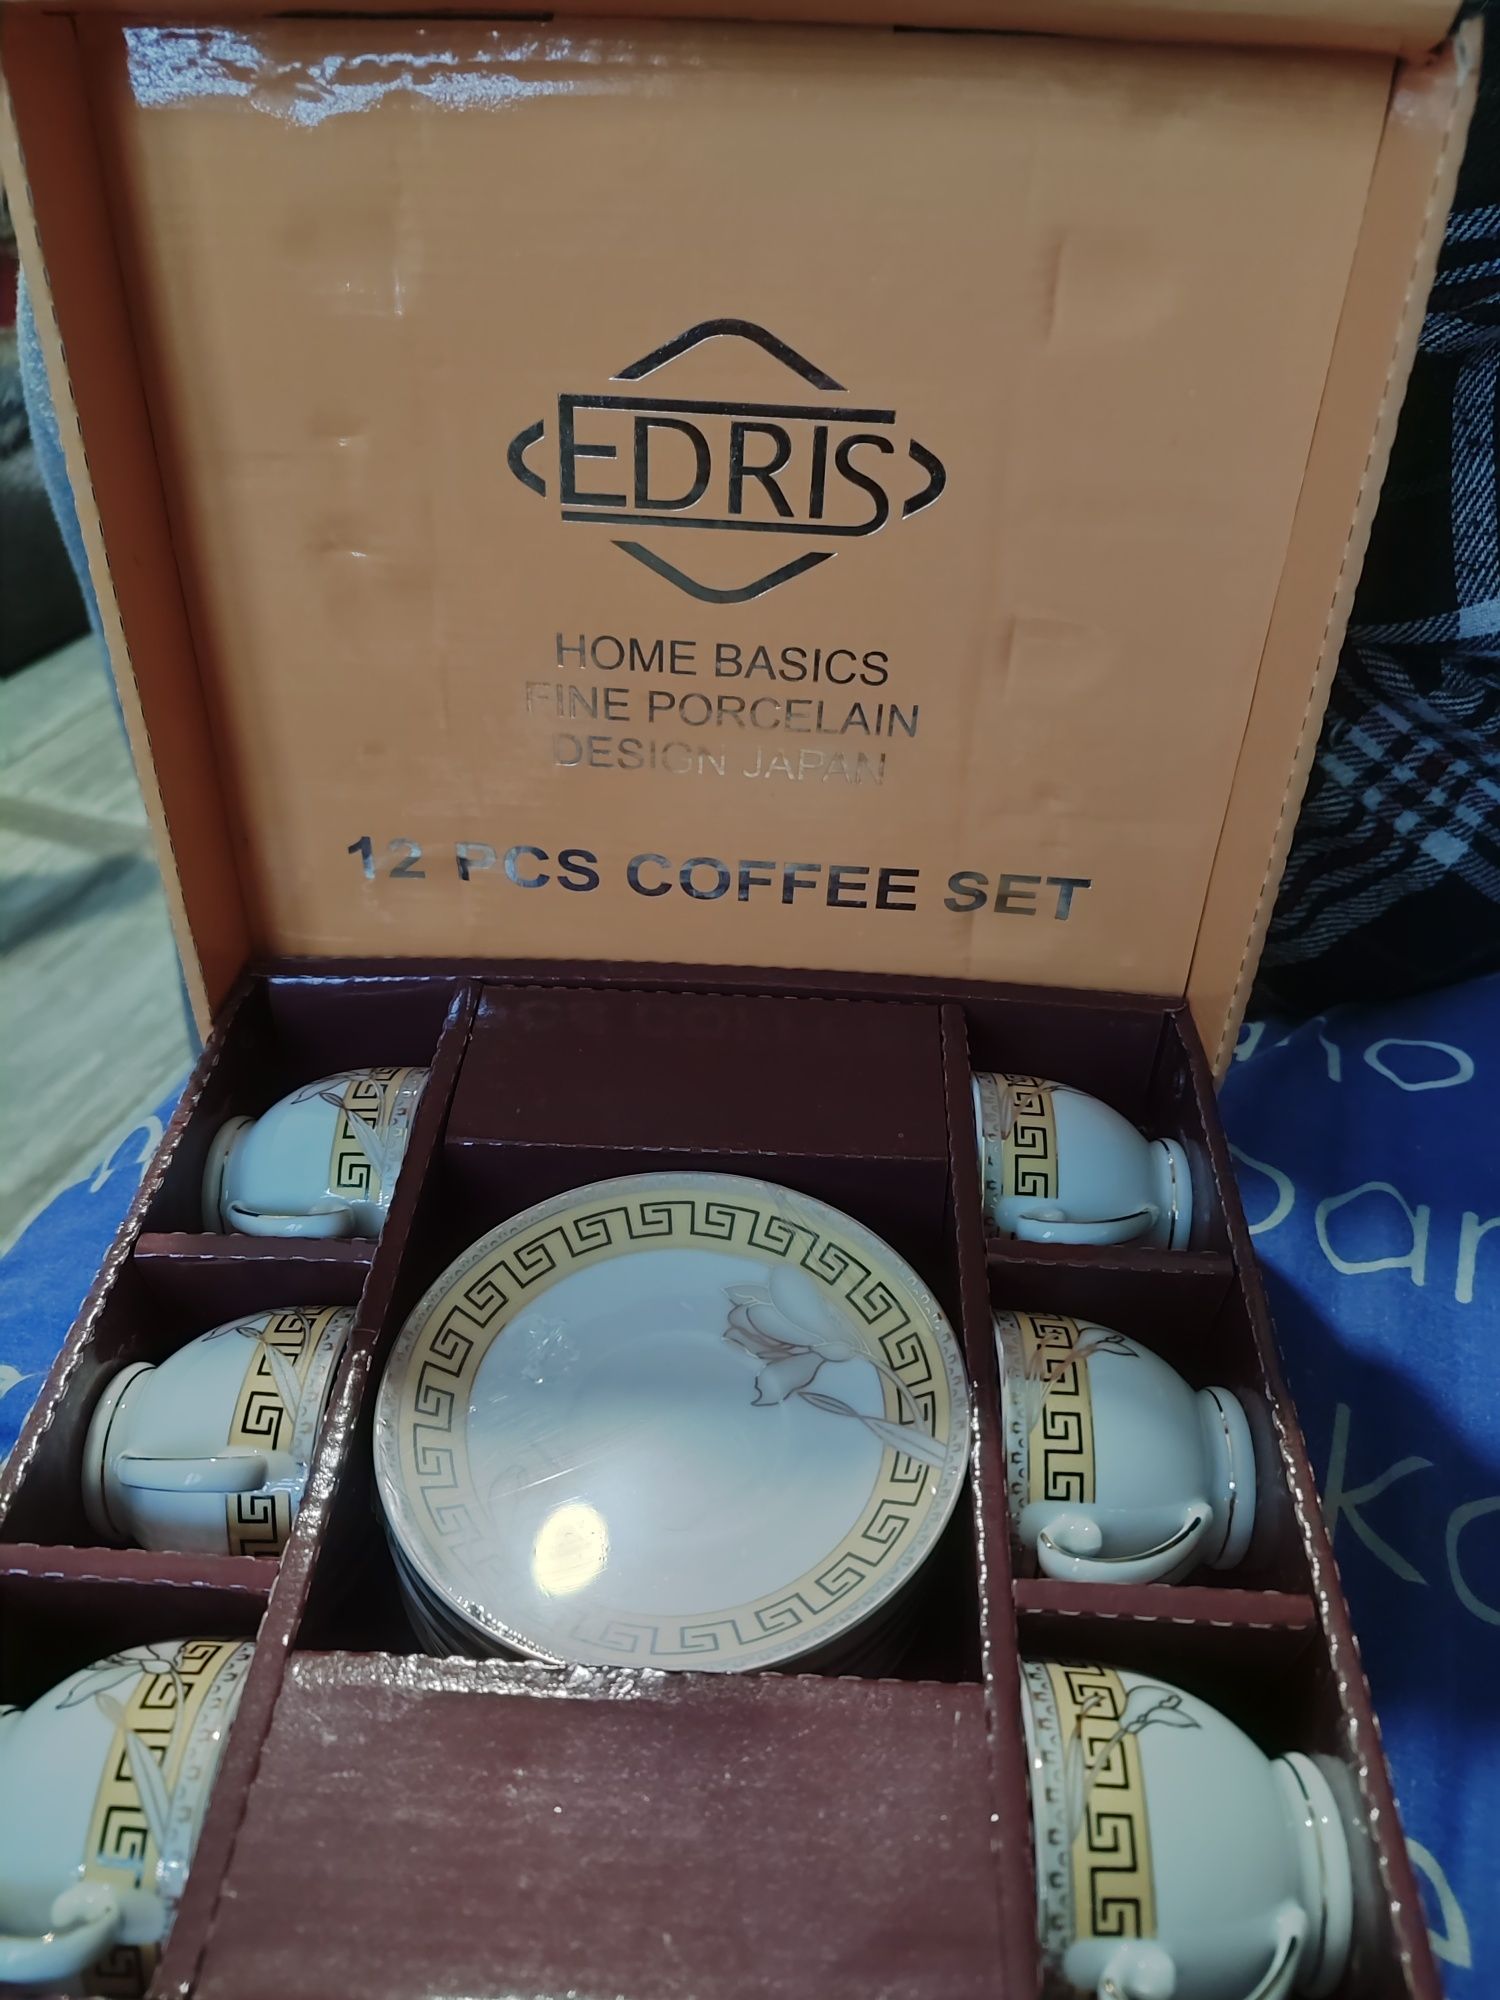 EDRIS
HOME BASICS
FINE PORCELAIN
DESIGN JAPAN
12 PCS COFFEE SET